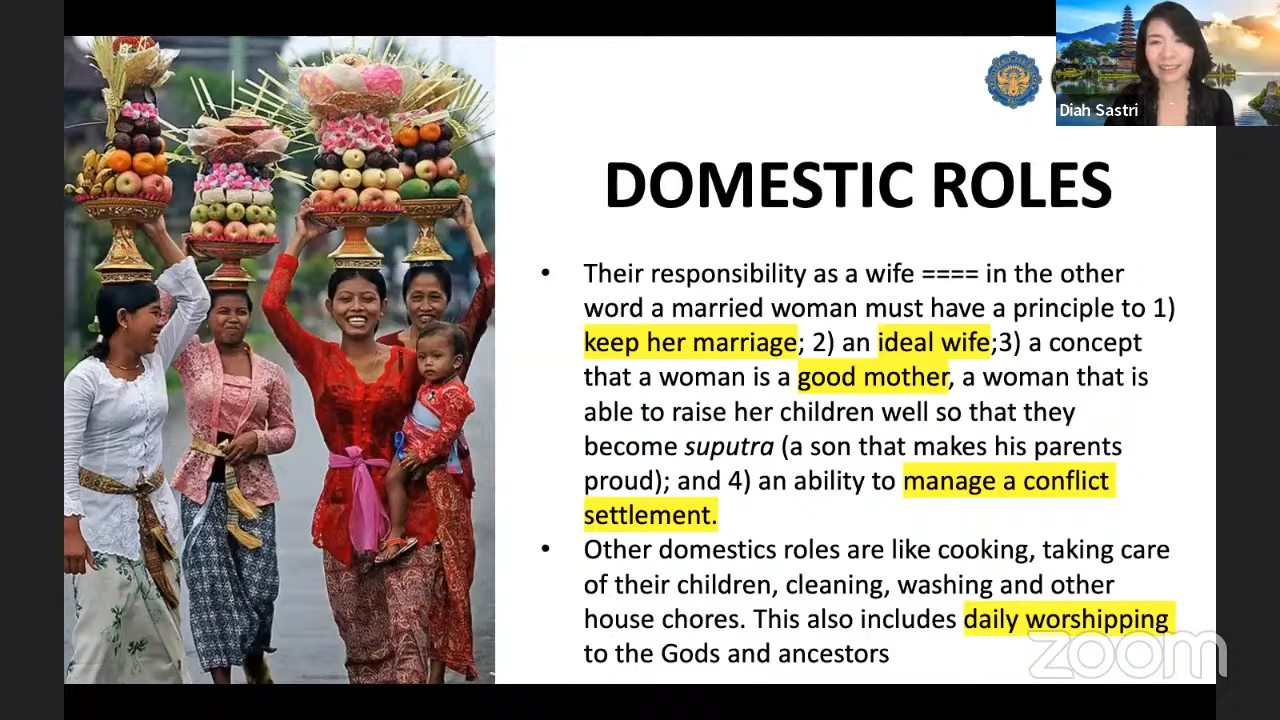 Diah Sastri
DOMESTIC ROLES
• Their responsibility as a wife ==== in the other
word a married woman must have a principle to 1)
keep her marriage; 2) an ideal wife;3) a concept
that a woman is a good mother, a woman that is
able to raise her children well so that they
become suputra (a son that makes his parents
proud); and 4) an ability to manage a conflict
settlement.
• Other domestics roles are like cooking, taking care
of their children, cleaning, washing and other
house chores. This also includes daily worshipping
to the Gods and ancestors
zoom